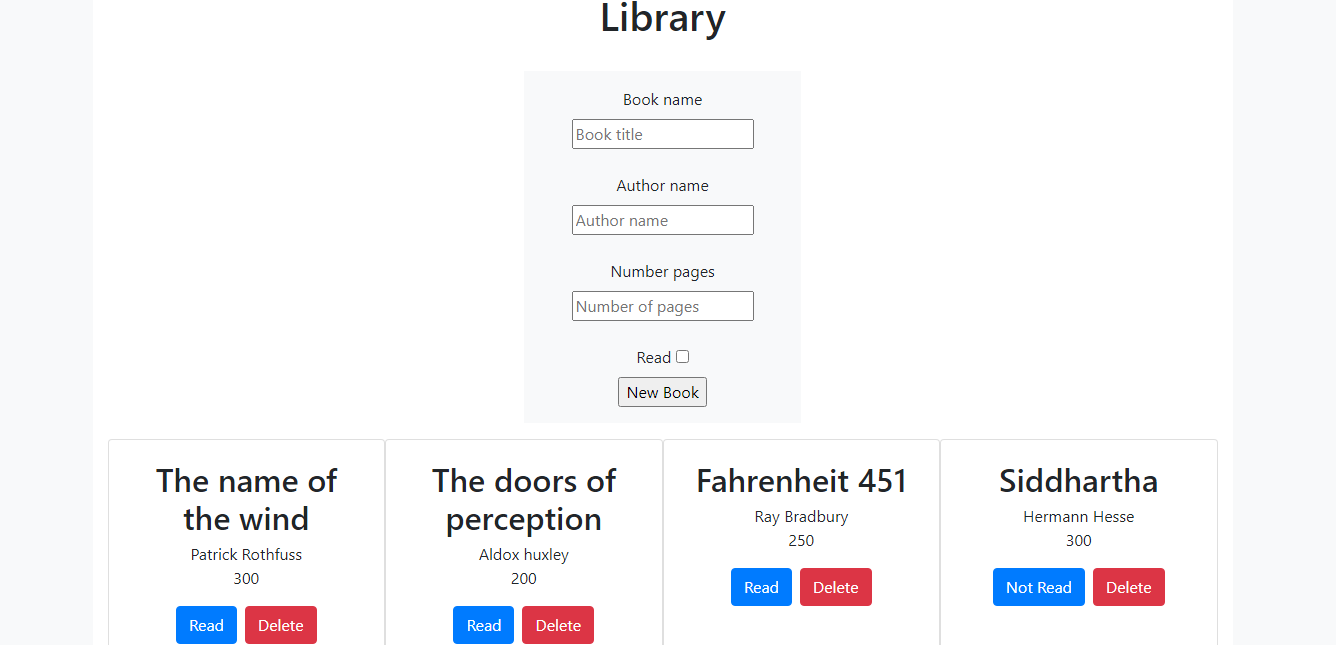 Library
Book name
Book title
Author name
Author name
Number pages
Number of pages
Read
New Book
The name of
the wind
Patrick Rothfuss
300
Read Delete
The doors of
perception
Aldox huxley
200
Read Delete
Fahrenheit 451
Ray Bradbury
250
Read Delete
Siddhartha
Hermann Hesse
300
Not Read Delete